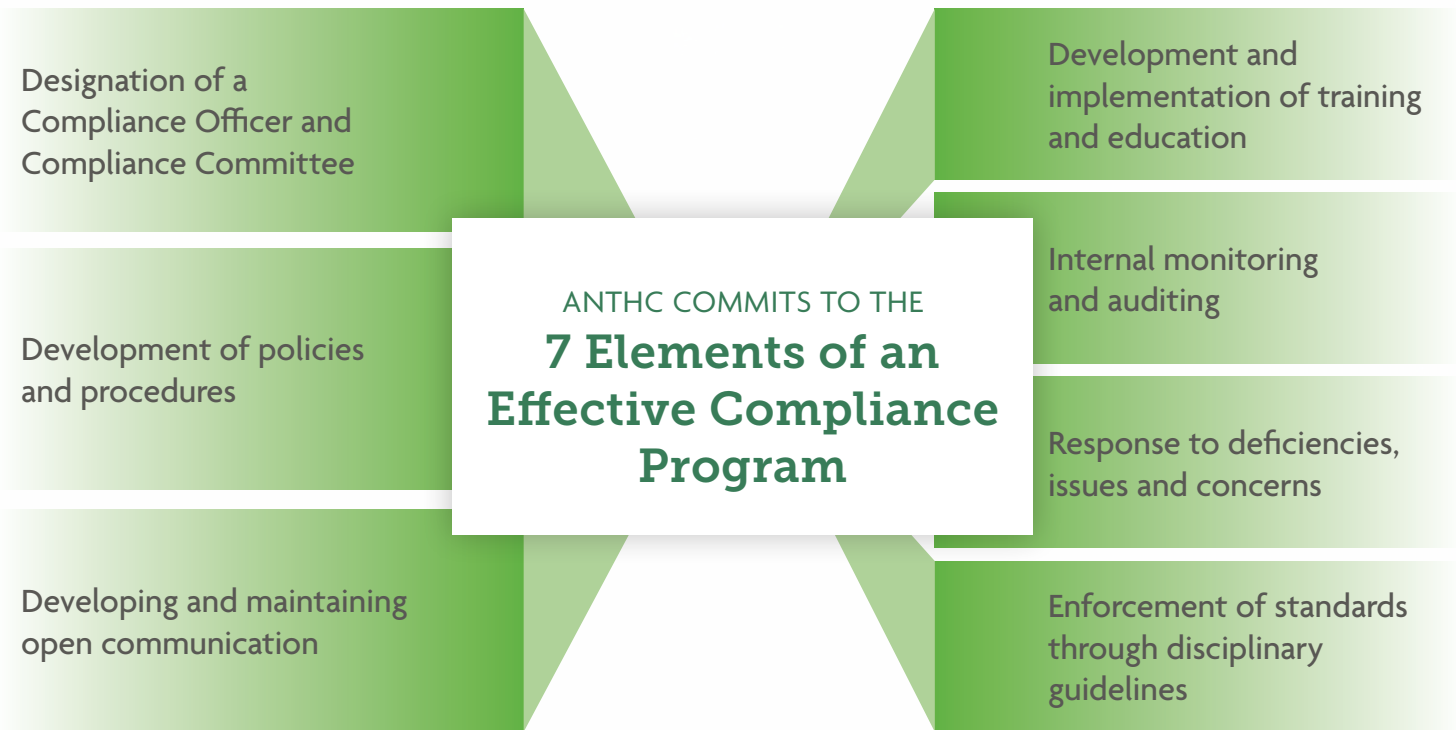 Designation of a
Compliance Officer and
Compliance Committee
Development of policies
and procedures
Developing and maintaining
open communication
ANTHC COMMITS TO THE
7 Elements of an
Effective Compliance
Program
Development and
implementation of training
and education
Internal monitoring
and auditing
Response to deficiencies,
issues and concerns
Enforcement of standards
through disciplinary
guidelines